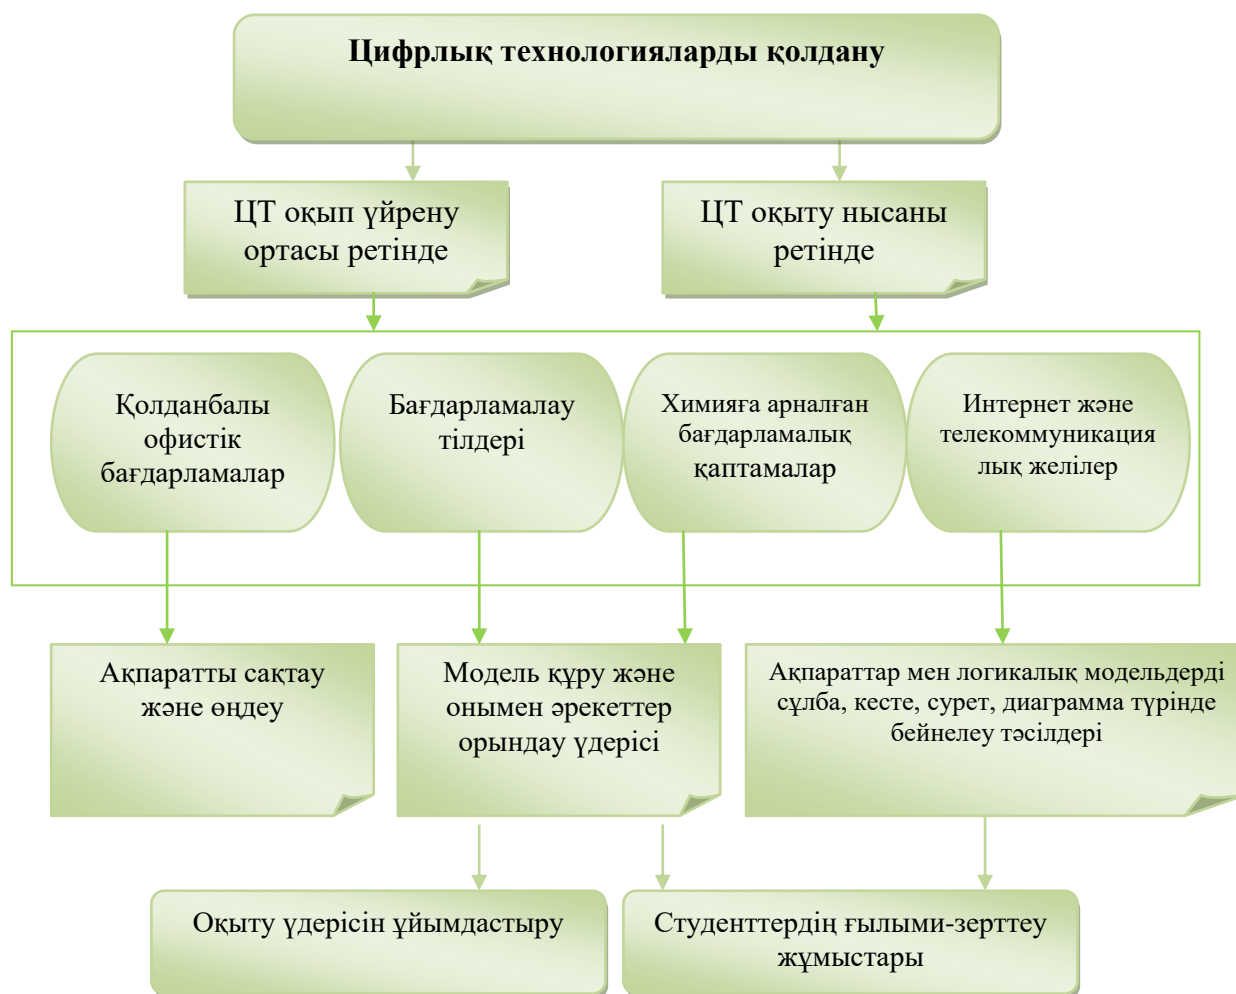 Цифрлық технологияларды қолдану
ЦТ оқып үйрену
ортасы ретінде
ЦТ оқыту нысаны
ретінде
Қолданбалы
офистік
бағдарламалар
Бағдарламалау
тілдері
Химияға арналған
бағдарламалық
қаптамалар
Интернет және
телекоммуникация
лық желілер
Ақпаратты сақтау
және өңдеу
Модель құру және
онымен әрекеттер
орындау үдерісі
Ақпараттар мен логикалық модельдерді
сұлба, кесте, сурет, диаграмма түрінде
бейнелеу тәсілдері
Оқыту үдерісін ұйымдастыру
Студенттердің ғылыми-зерттеу
жұмыстары